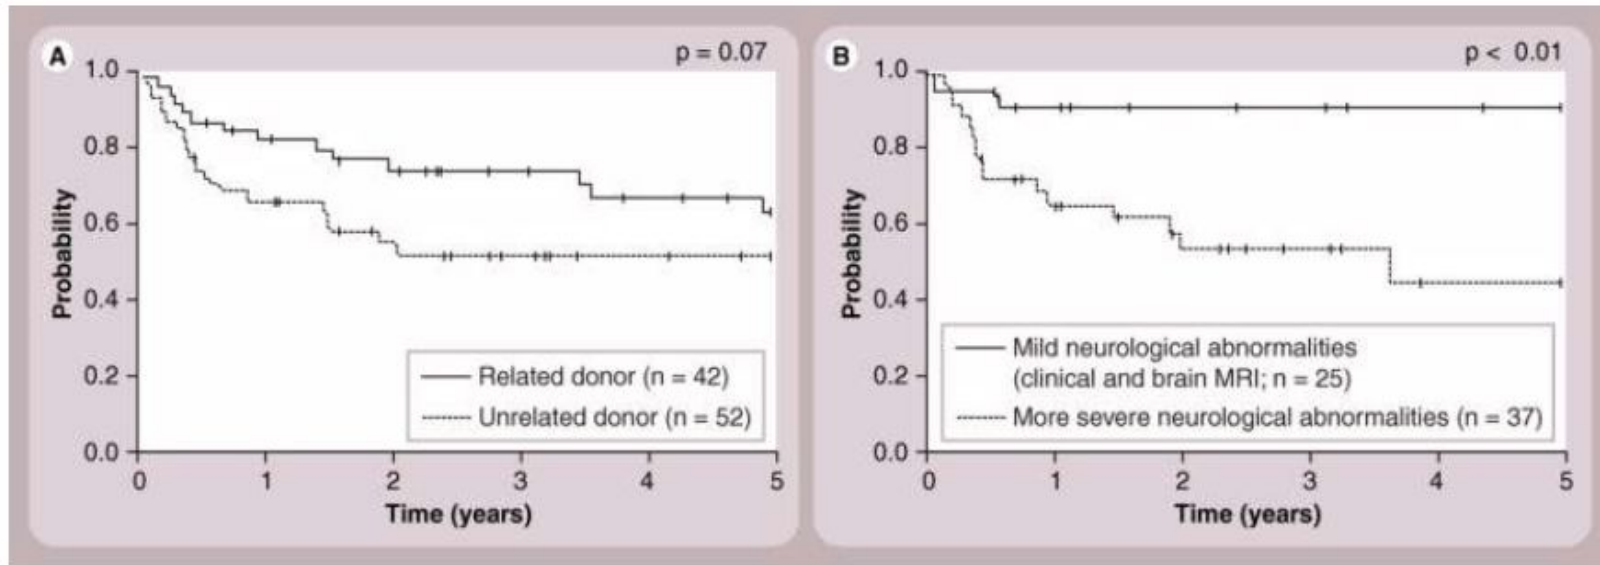 A
p = 0.07
1.0
0.8
0.6
0.4
0.2
0.0
Probability
Related donor (n = 42)
Unrelated donor (n = 52)
0 1 2 3 4 5
Time (years)
B
p < 0.01
1.0
0.8
0.6
0.4
0.2
0.0
Probability
Mild neurological abnormalities
(clinical and brain MRI; n = 25)
More severe neurological abnormalities (n = 37)
0 1 2 3 4 5
Time (years)